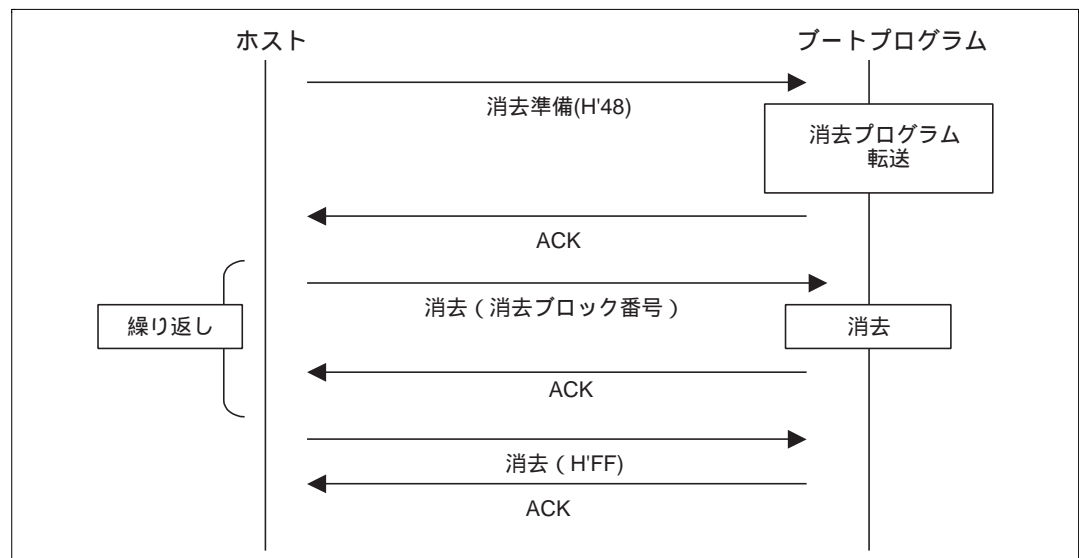 ホスト
ブートプログラム
消去準備(H'48)
消去プログラム
転送
ACK
消去（消去ブロック番号）
繰り返し
消去
ACK
消去（H'FF)
ACK